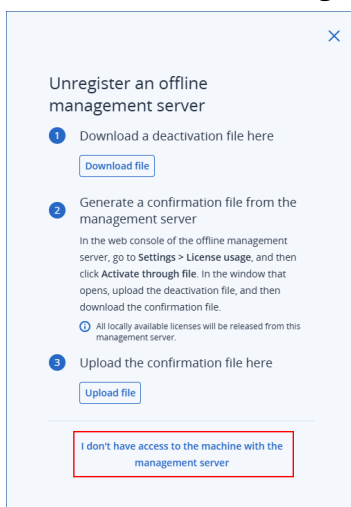 Unregister an offline
management server
1 Download a deactivation file here
Download file
2 Generate a confirmation file from the
management server
In the web console of the offline management
server, go to Settings > License usage, and then
click Activate through file. In the window that
opens, upload the deactivation file, and then
download the confirmation file.
All locally available licenses will be released from this
management server.
3 Upload the confirmation file here
Upload file
I don't have access to the machine with the
management server